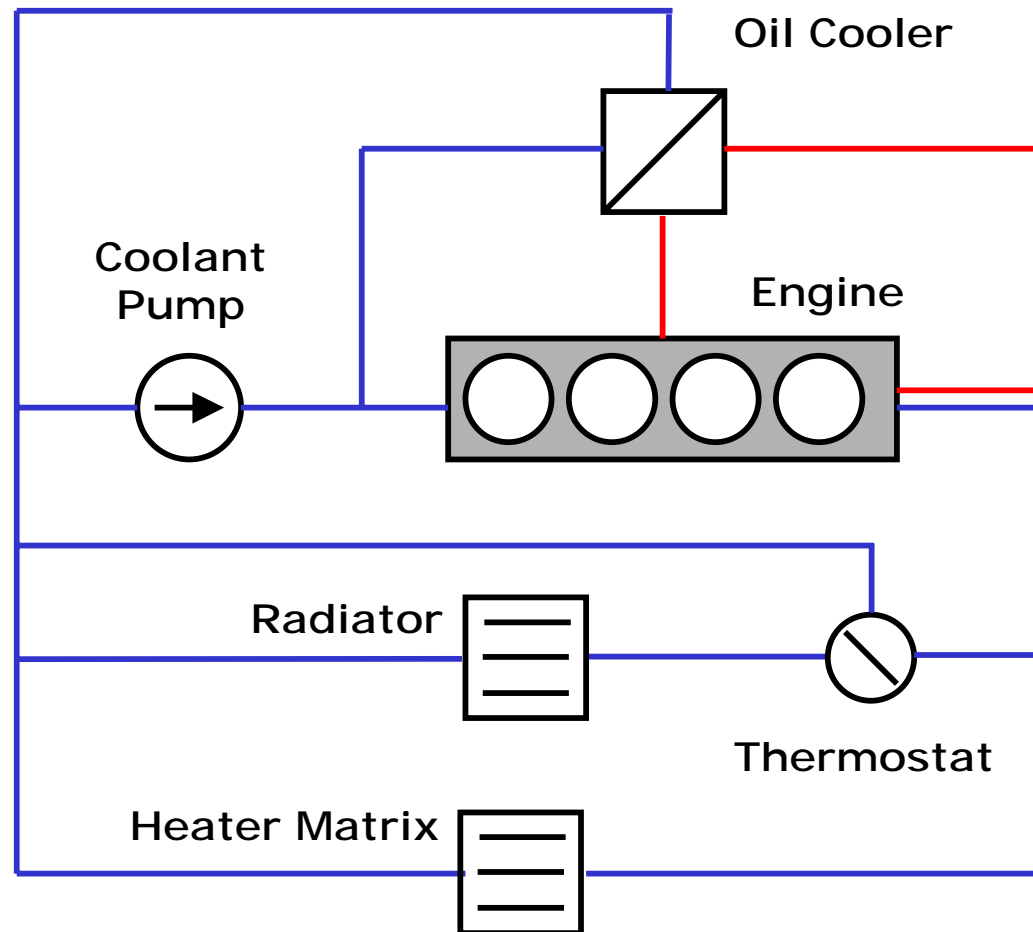 Oil Cooler
Coolant
Pump
Engine
Radiator
Thermostat
Heater Matrix